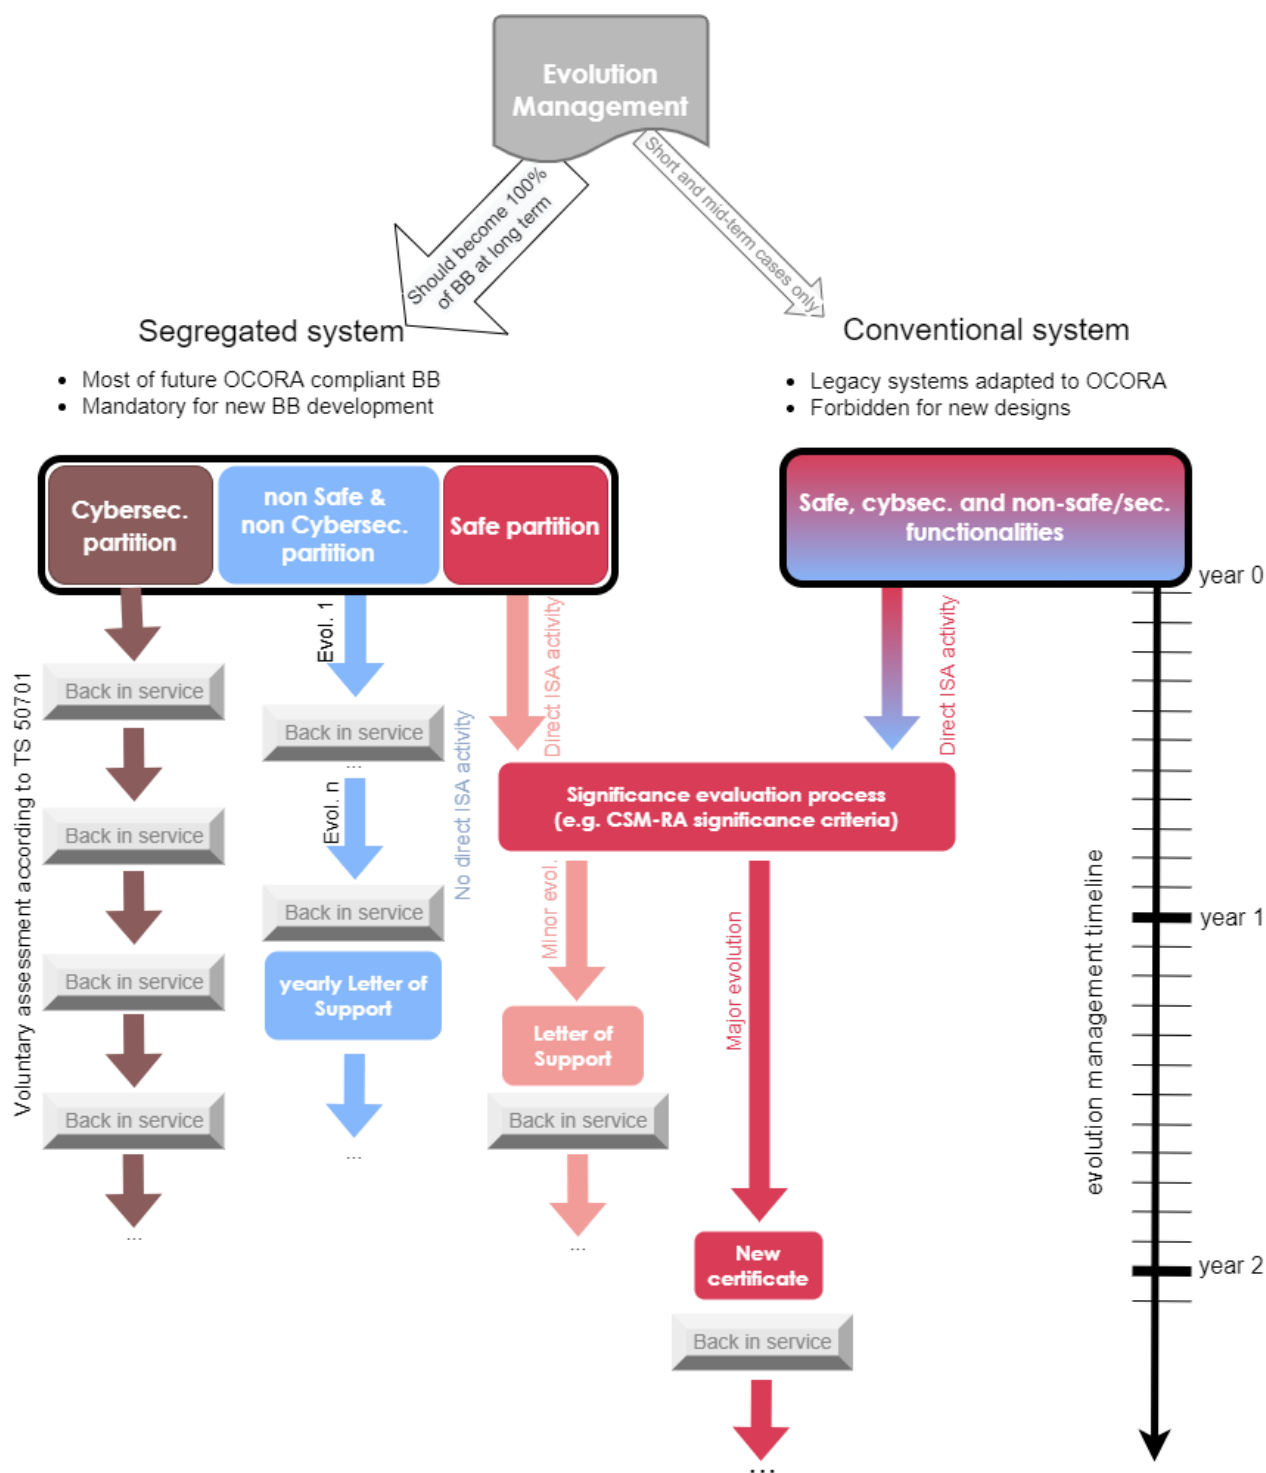 Evolution
Management
Should become 100%
of BB at long term
Short and mid-term cases only
Segregated system
• Most of future OCORA compliant BB
• Mandatory for new BB development
Conventional system
• Legacy systems adapted to OCORA
• Forbidden for new designs
Cybersec.
partition
non Safe &
non Cybersec.
partition
Safe partition
Safe, cybsec. and non-safe/sec.
functionalities
year 0
Voluntary assessment according to TS 50701
Back in service
Back in service
Back in service
Back in service
...
Evol. 1
Back in service
...
Evol. n
Back in service
No direct ISA activity
yearly Letter of
Support
...
Direct ISA activity
Direct ISA activity
Significance evaluation process
(e.g. CSM-RA significance criteria)
Minor evol.
Letter of
Support
Back in service
...
Major evolution
New
certificate
Back in service
...
evolution management timeline
year 1
year 2